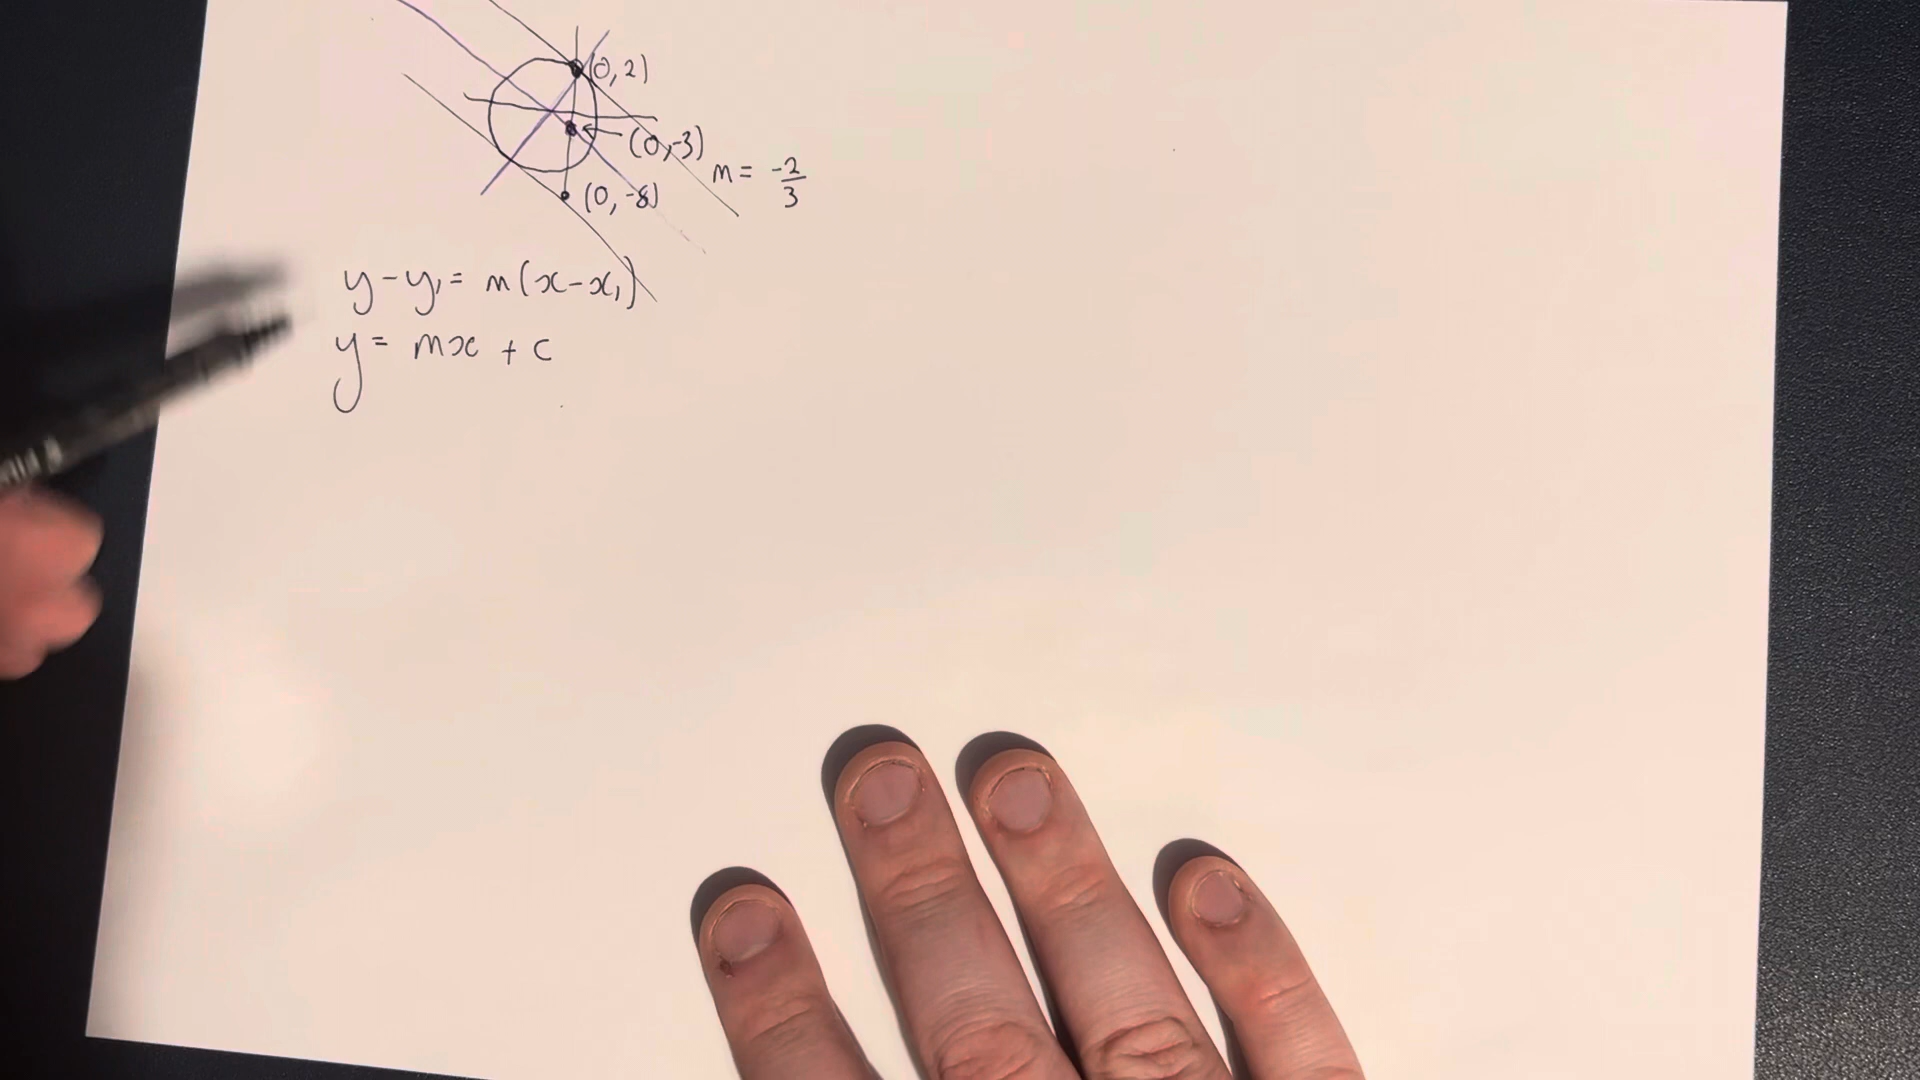 (0, 2)
(0, -3)
m = -2/3
(0, -8)
y - y₁ = m(x - x₁)
y = mx + c